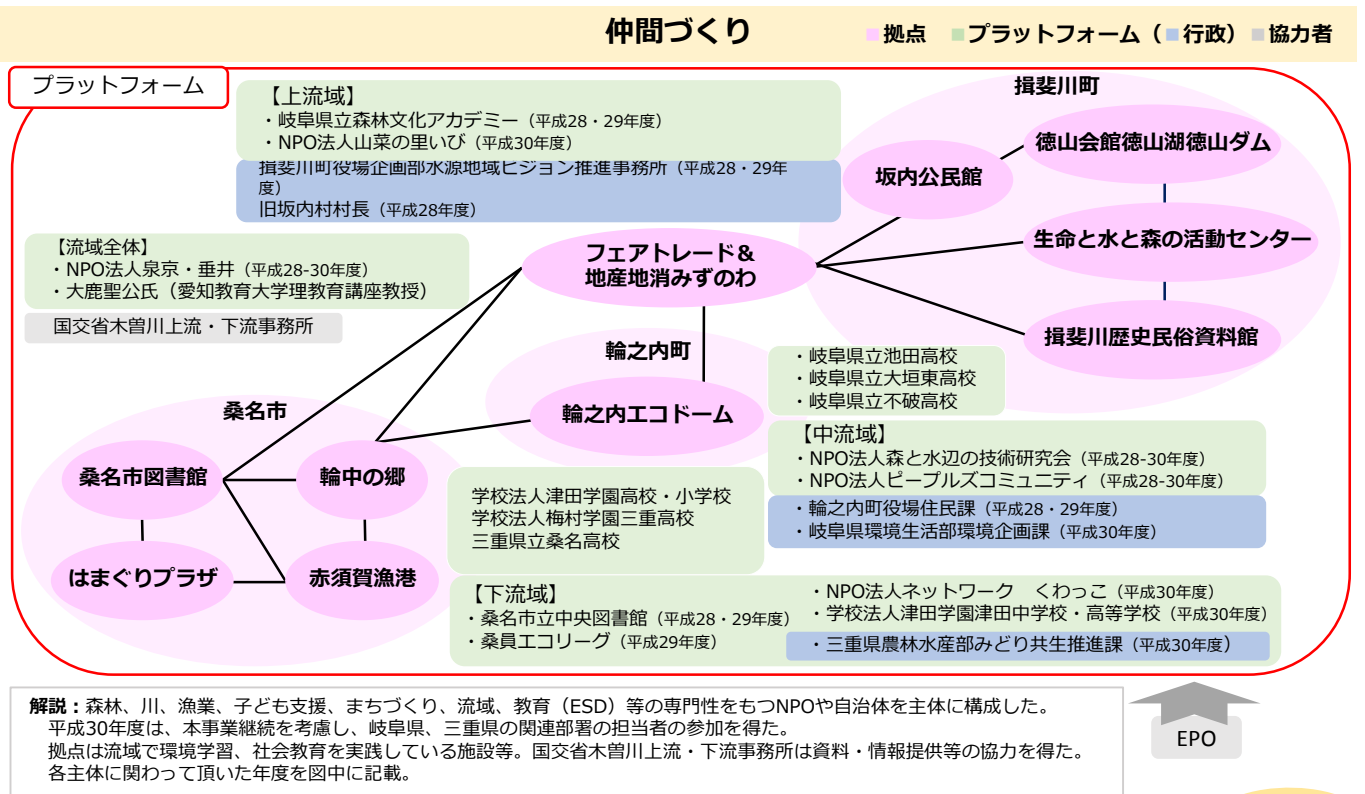 仲間づくり
拠点 プラットフォーム（ 行政） 協力者
プラットフォーム
【上流域】
・岐阜県立森林文化アカデミー（平成28・29年度）
・NPO法人山菜の里いび（平成30年度）
揖斐川町役場企画部水源地域ビジョン推進事務所（平成28・29年
度）
旧坂内村村長（平成28年度）
【流域全体】
・NPO法人泉京・垂井（平成28-30年度）
・大鹿聖公氏（愛知教育大学理教育講座教授）
国交省木曽川上流・下流事務所
揖斐川町
徳山会館徳山湖徳山ダム
坂内公民館
生命と水と森の活動センター
揖斐川歴史民俗資料館
フェアトレード＆
地産地消みずのわ
輪之内町
輪之内エコドーム
・岐阜県立池田高校
・岐阜県立大垣東高校
・岐阜県立不破高校
桑名市
桑名市図書館
輪中の郷
はまぐりプラザ
赤須賀漁港
【中流域】
・NPO法人森と水辺の技術研究会（平成28-30年度）
・NPO法人ピープルズコミュニティ（平成28-30年度）
・輪之内町役場住民課（平成28・29年度）
・岐阜県環境生活部環境企画課（平成30年度）
学校法人津田学園高校・小学校
学校法人梅村学園三重高校
三重県立桑名高校
【下流域】
・桑名市立中央図書館（平成28・29年度）
・桑員エコリーグ（平成29年度）
・NPO法人ネットワーク　くわっこ（平成30年度）
・学校法人津田学園津田中学校・高等学校（平成30年度）
・三重県農林水産部みどり共生推進課（平成30年度）
解説：森林、川、漁業、子ども支援、まちづくり、流域、教育（ESD）等の専門性をもつNPOや自治体を主体に構成した。
平成30年度は、本事業継続を考慮し、岐阜県、三重県の関連部署の担当者の参加を得た。
拠点は流域で環境学習、社会教育を実践している施設等。国交省木曽川上流・下流事務所は資料・情報提供等の協力を得た。
各主体に関わって頂いた年度を図中に記載。
EPO